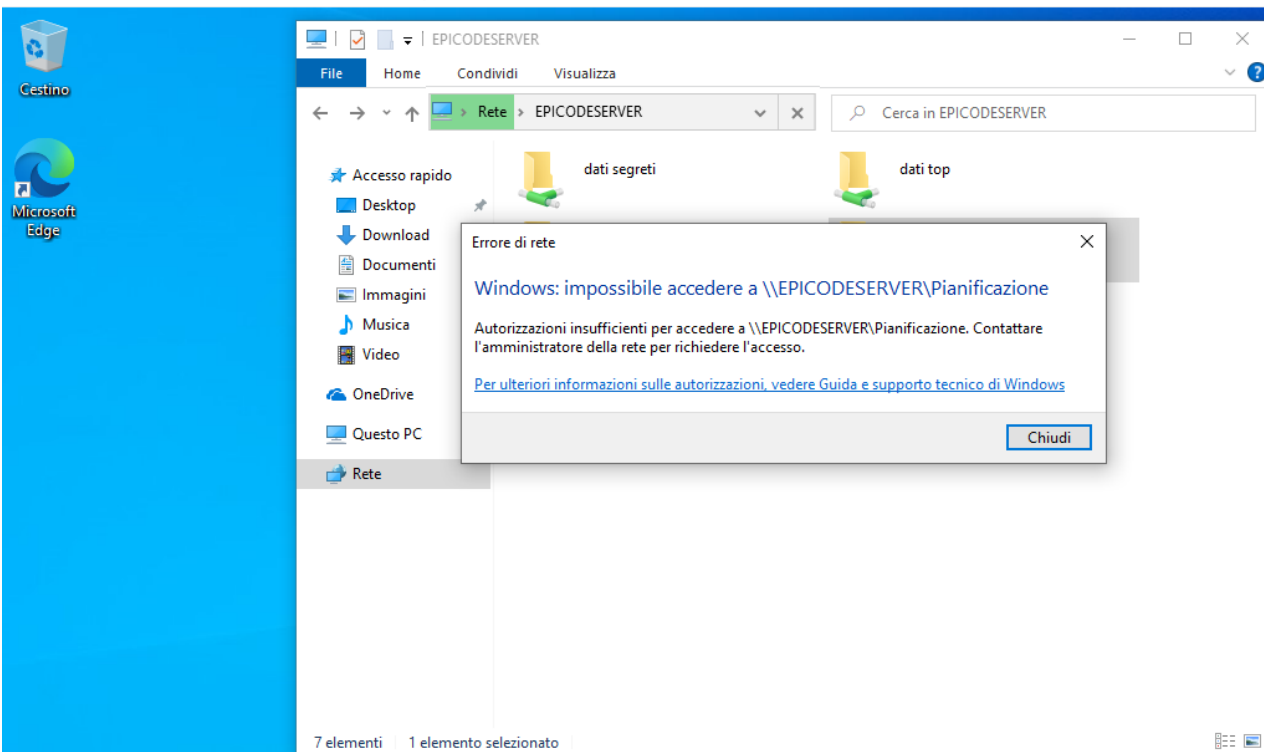 Cestino
Microsoft
Edge
EPICODESERVER
File Home Condividi Visualizza
Rete EPICODESERVER
Cerca in EPICODESERVER
Accesso rapido
Desktop
Download
Documenti
Immagini
Musica
Video
OneDrive
Questo PC
Rete
dati segreti
dati top
Errore di rete
Windows: impossibile accedere a \\EPICODESERVER\Pianificazione
Autorizzazioni insufficienti per accedere a \\EPICODESERVER\Pianificazione. Contattare
l'amministratore della rete per richiedere l'accesso.
Per ulteriori informazioni sulle autorizzazioni, vedere Guida e supporto tecnico di Windows
Chiudi
7 elementi 1 elemento selezionato